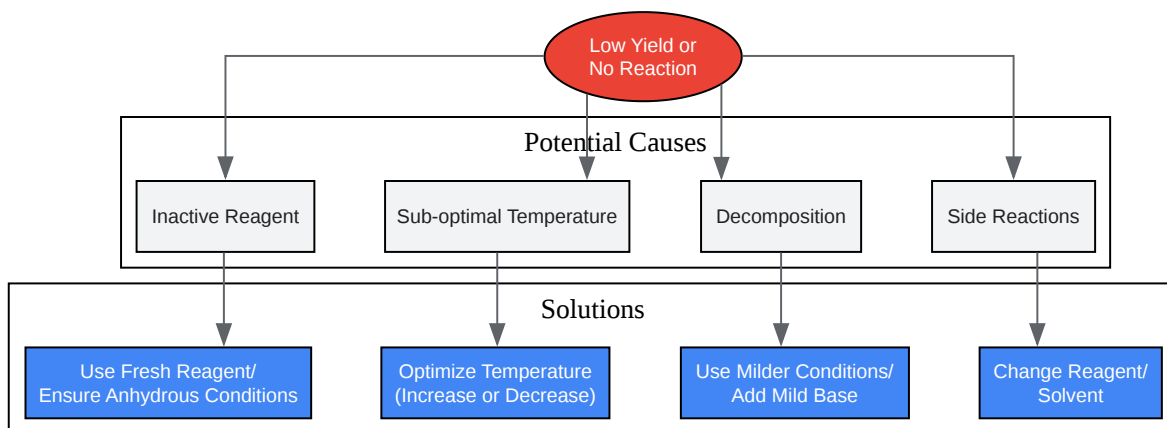 Low Yield or
No Reaction
Potential Causes
Inactive Reagent
Sub-optimal Temperature
Decomposition
Side Reactions
Solutions
Use Fresh Reagent/
Ensure Anhydrous Conditions
Optimize Temperature
(Increase or Decrease)
Use Milder Conditions/
Add Mild Base
Change Reagent/
Solvent